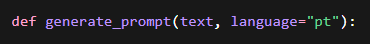 def generate_prompt(text, language="pt"):